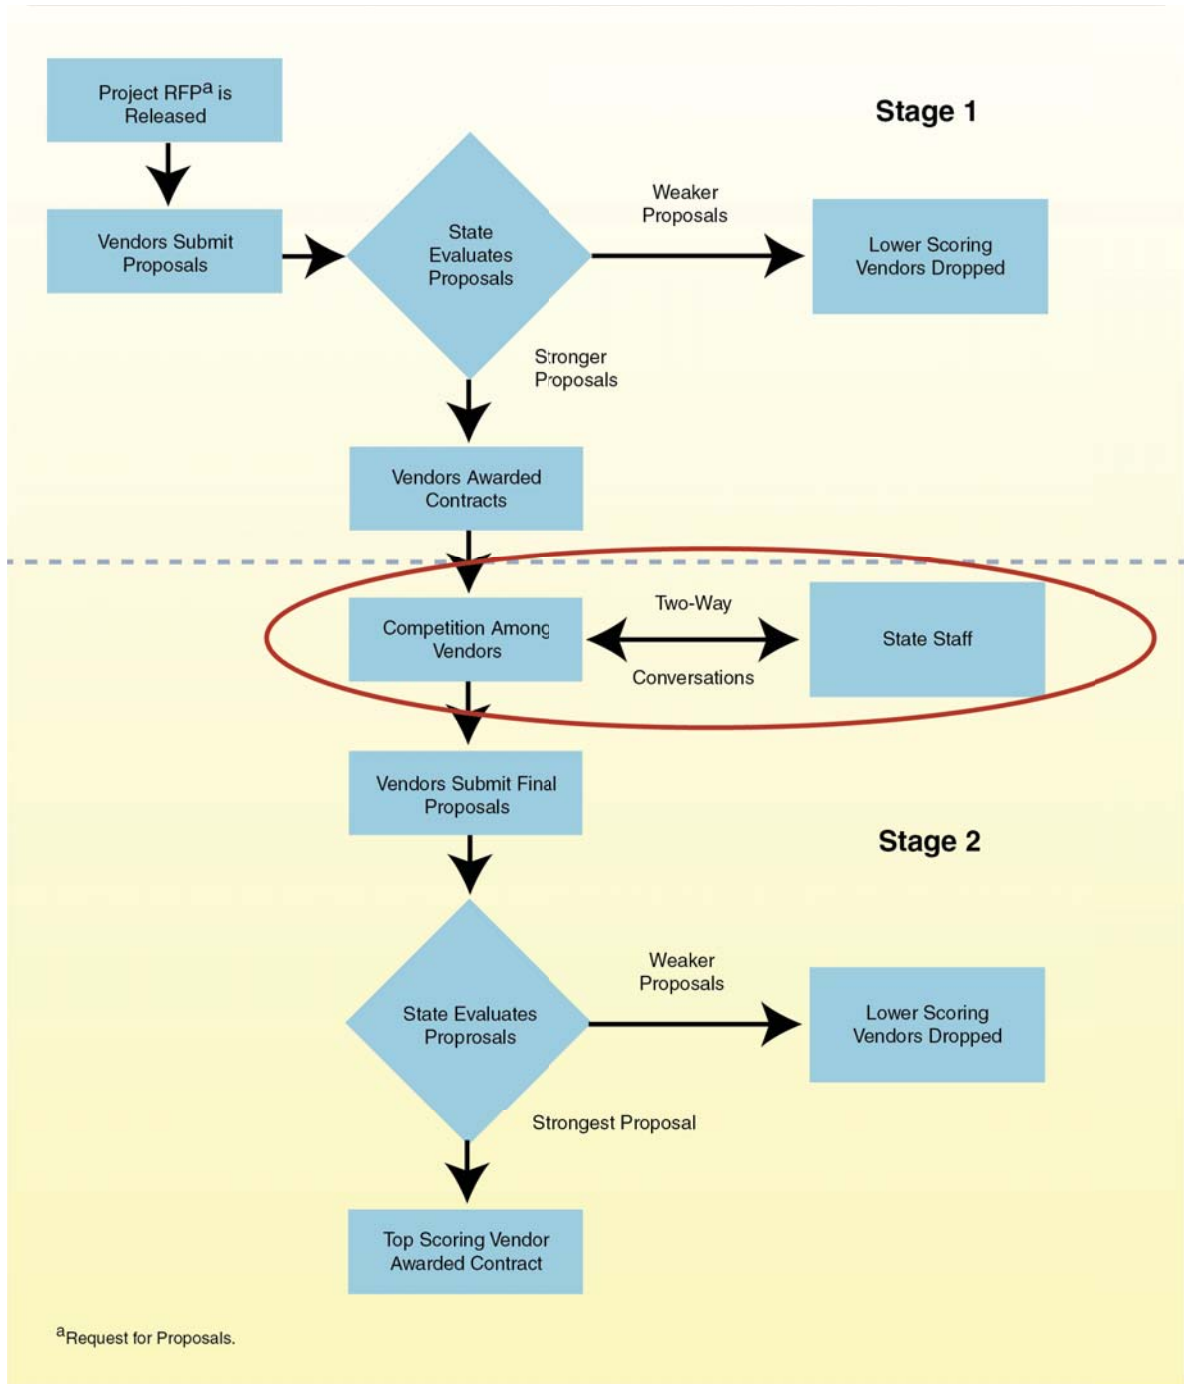 Project RFPa is
Released
Stage 1
Vendors Submit
Proposals
State
Evaluates
Proposals
Weaker
Proposals
Lower Scoring
Vendors Dropped
Stronger
Proposals
Vendors Awarded
Contracts
Competition Among
Vendors
Two-Way
Conversations
State Staff
Vendors Submit Final
Proposals
Stage 2
State Evaluates
Proprosals
Weaker
Proposals
Lower Scoring
Vendors Dropped
Strongest Proposal
Top Scoring Vendor
Awarded Contract
aRequest for Proposals.